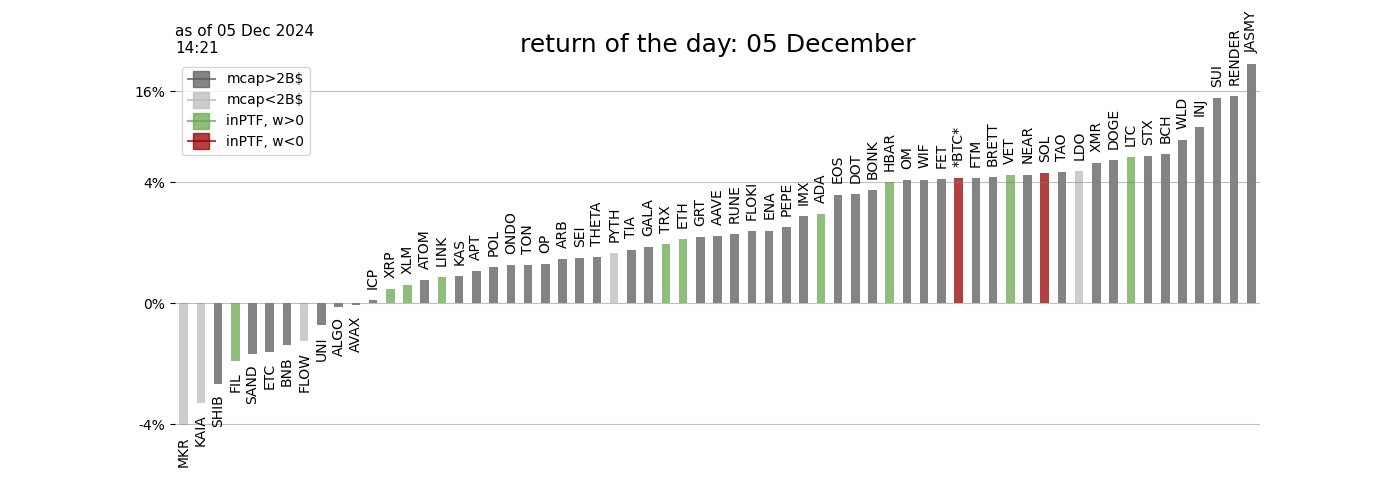 as of 05 Dec 2024
14:21
return of the day: 05 December
mcap>2B$
mcap<2B$
inPTF, w>0
inPTF, w<0
16%
4%
0%
-4%
MKR
KAIA
SHIB
FIL
SAND
ETC
BNB
FLOW
UNI
ALGO
AVAX
ICP
XRP
XLM
ATOM
LINK
KAS
APT
POL
ONDO
TON
OP
ARB
SEI
THETA
PYTH
TIA
GALA
TRX
ETH
GRT
AAVE
RUNE
FLOKI
ENA
PEPE
IMX
ADA
EOS
DOT
BONK
HBAR
OM
WIF
FET
*BTC*
FTM
BRETT
VET
NEAR
SOL
TAO
LDO
XMR
DOGE
LTC
STX
BCH
WLD
INJ
SUI
RENDER
JASMY